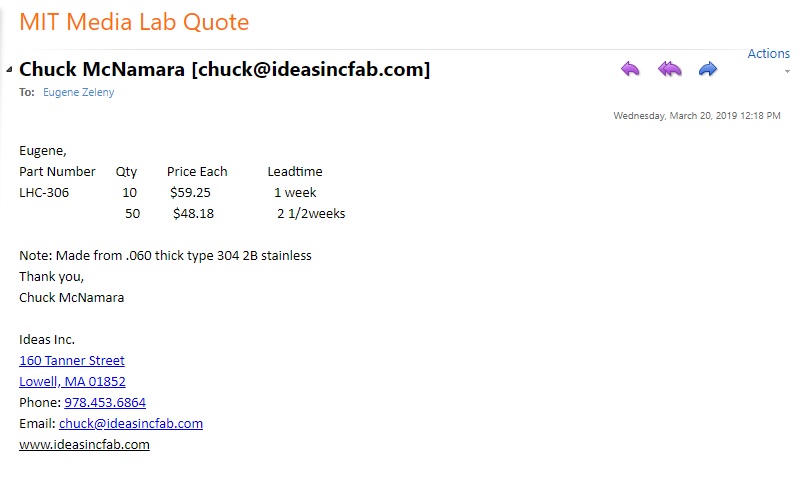 MIT Media Lab Quote
Actions
Chuck McNamara [chuck@ideasincfab.com]
To: Eugene Zeleny
Wednesday, March 20, 2019 12:18 PM
Eugene,
Part Number Qty Price Each Leadtime
LHC-306 10 $59.25 1 week
50 $48.18 2 1/2weeks
Note: Made from .060 thick type 304 2B stainless
Thank you,
Chuck McNamara
Ideas Inc.
160 Tanner Street
Lowell, MA 01852
Phone: 978.453.6864
Email: chuck@ideasincfab.com
www.ideasincfab.com